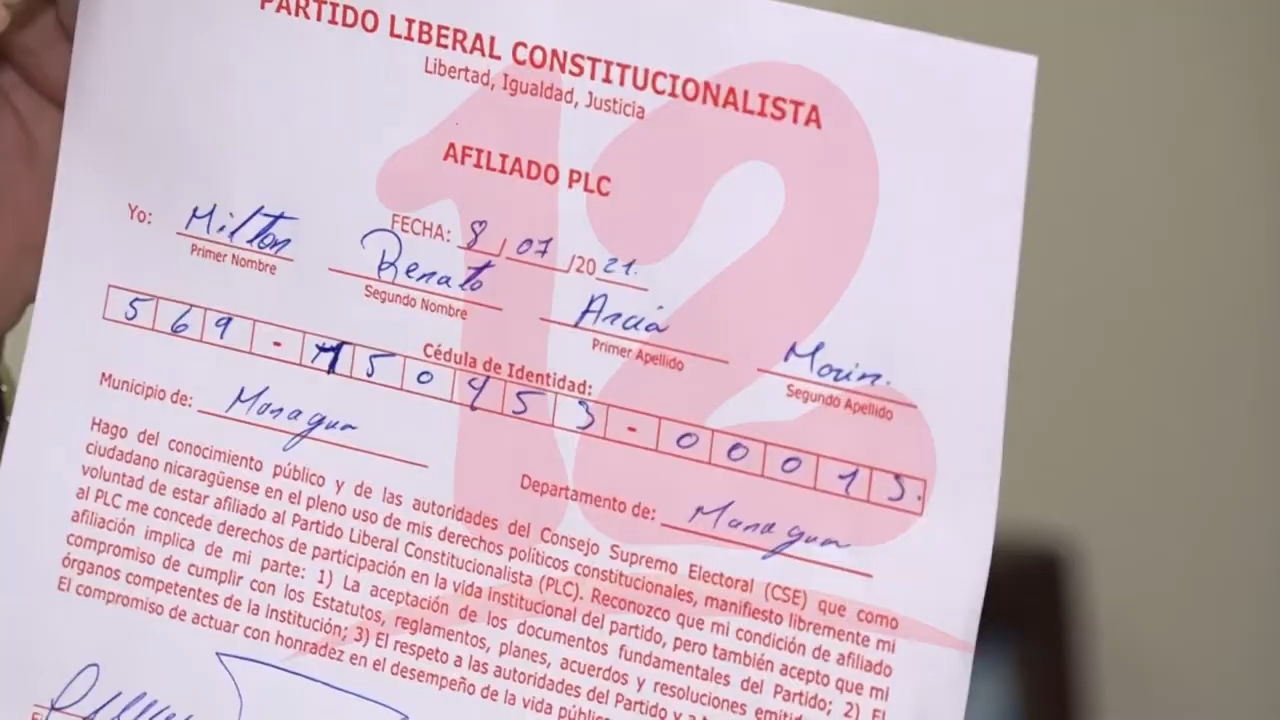 PARTIDO LIBERAL CONSTITUCIONALISTA
Libertad, Igualdad, Justicia
12
AFILIADO PLC
FECHA: 8/07/2021.
Yo: Milton Renato Arcia Morin.
Primer Nombre Segundo Nombre Primer Apellido Segundo Apellido
Cédula de Identidad:
569-150453-00013.
Municipio de: Managua Departamento de: Managua
Hago del conocimiento público y de las autoridades del Consejo Supremo Electoral (CSE) que como
ciudadano nicaragüense en el pleno uso de mis derechos políticos constitucionales, manifiesto libremente mi
voluntad de estar afiliado al Partido Liberal Constitucionalista (PLC). Reconozco que mi condición de afiliado
al PLC me concede derechos de participación en la vida institucional del partido, pero también acepto que mi
afiliación implica de mi parte: 1) La aceptación de los documentos fundamentales del Partido; 2) El
compromiso de cumplir con los Estatutos, reglamentos, planes, acuerdos y resoluciones
órganos competentes de la Institución; 3) El respeto a las autoridades del Partido y
El compromiso de actuar con honradez en el desempeño de la vida